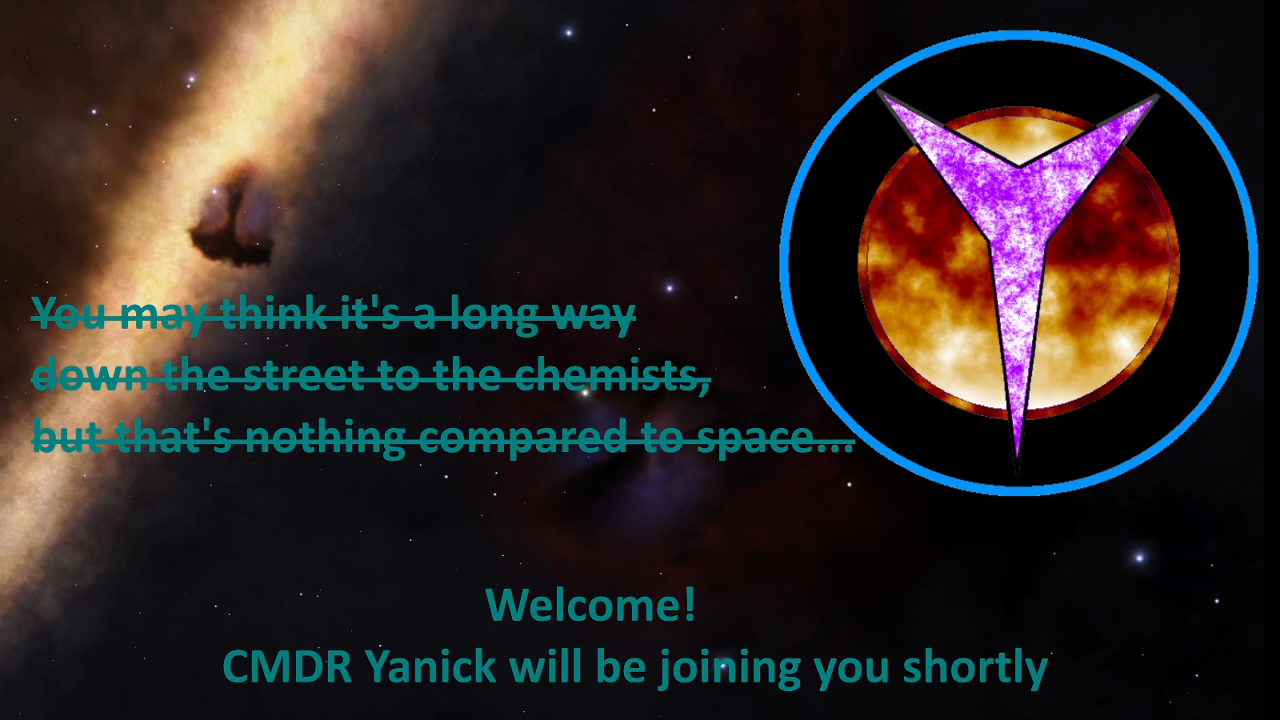 You may think it's a long way
down the street to the chemists,
but that's nothing compared to space...
Welcome!
CMDR Yanick will be joining you shortly